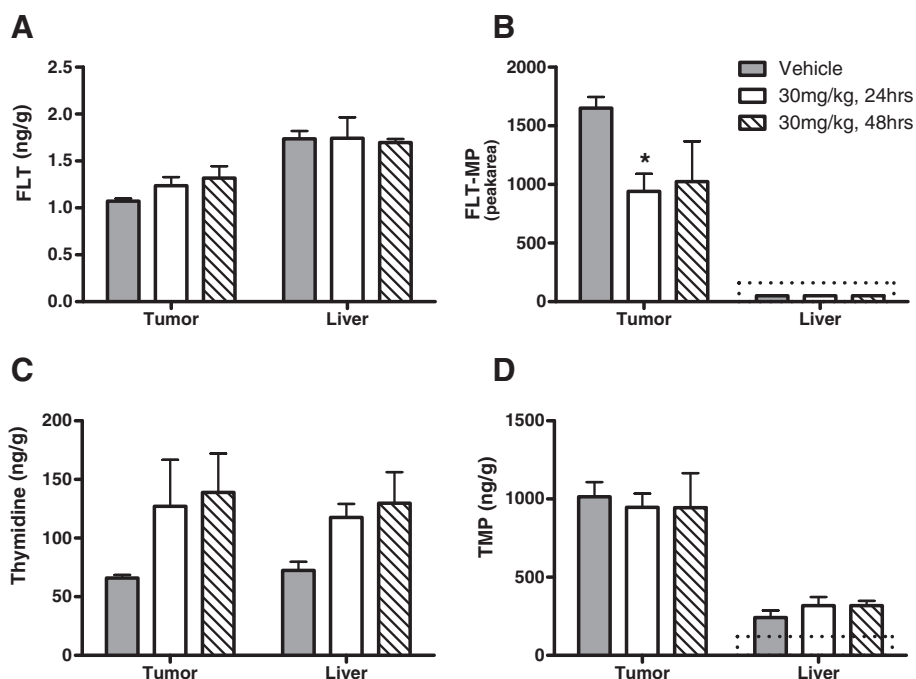 A
FLT (ng/g)
2.5
2.0
1.5
1.0
0.5
0.0
Tumor
Liver
B
FLT-MP
(peakarea)
2000
1500
1000
500
0
*
Tumor
Liver
Vehicle
30mg/kg, 24hrs
30mg/kg, 48hrs
C
Thymidine (ng/g)
200
150
100
50
0
Tumor
Liver
D
TMP (ng/g)
1500
1000
500
0
Tumor
Liver